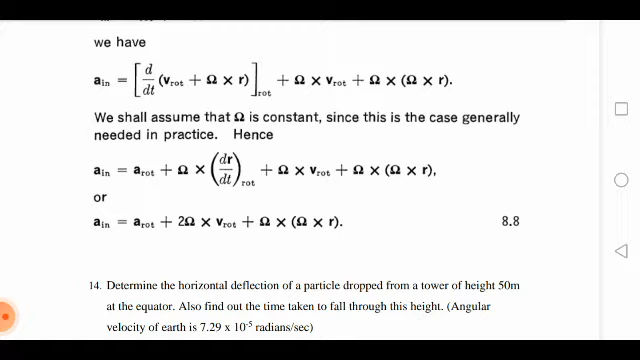 we have
a_in = [ d/dt (v_rot + Ω × r) ]_rot + Ω × v_rot + Ω × (Ω × r).
We shall assume that Ω is constant, since this is the case generally
needed in practice. Hence
a_in = a_rot + Ω × (dr/dt)_rot + Ω × v_rot + Ω × (Ω × r),
or
a_in = a_rot + 2Ω × v_rot + Ω × (Ω × r). 8.8
14. Determine the horizontal deflection of a particle dropped from a tower of height 50m
at the equator. Also find out the time taken to fall through this height. (Angular
velocity of earth is 7.29 x 10⁻⁵ radians/sec)